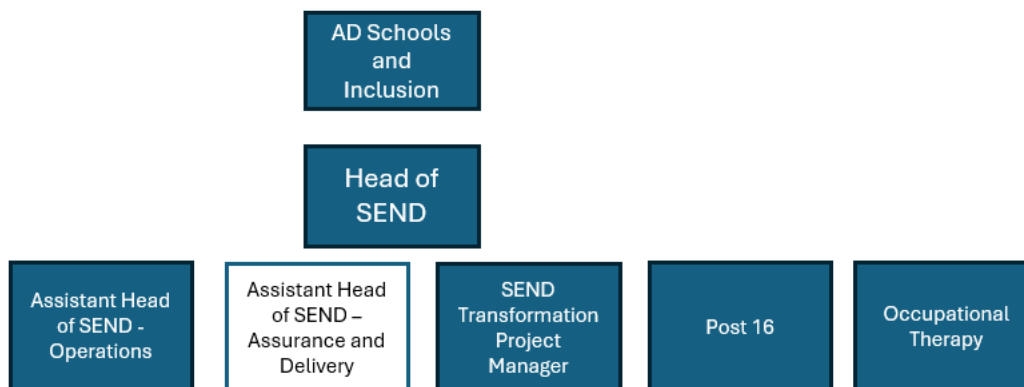 AD Schools
and
Inclusion
Head of
SEND
Assistant Head
of SEND -
Operations
Assistant Head
of SEND –
Assurance and
Delivery
SEND
Transformation
Project
Manager
Post 16
Occupational
Therapy